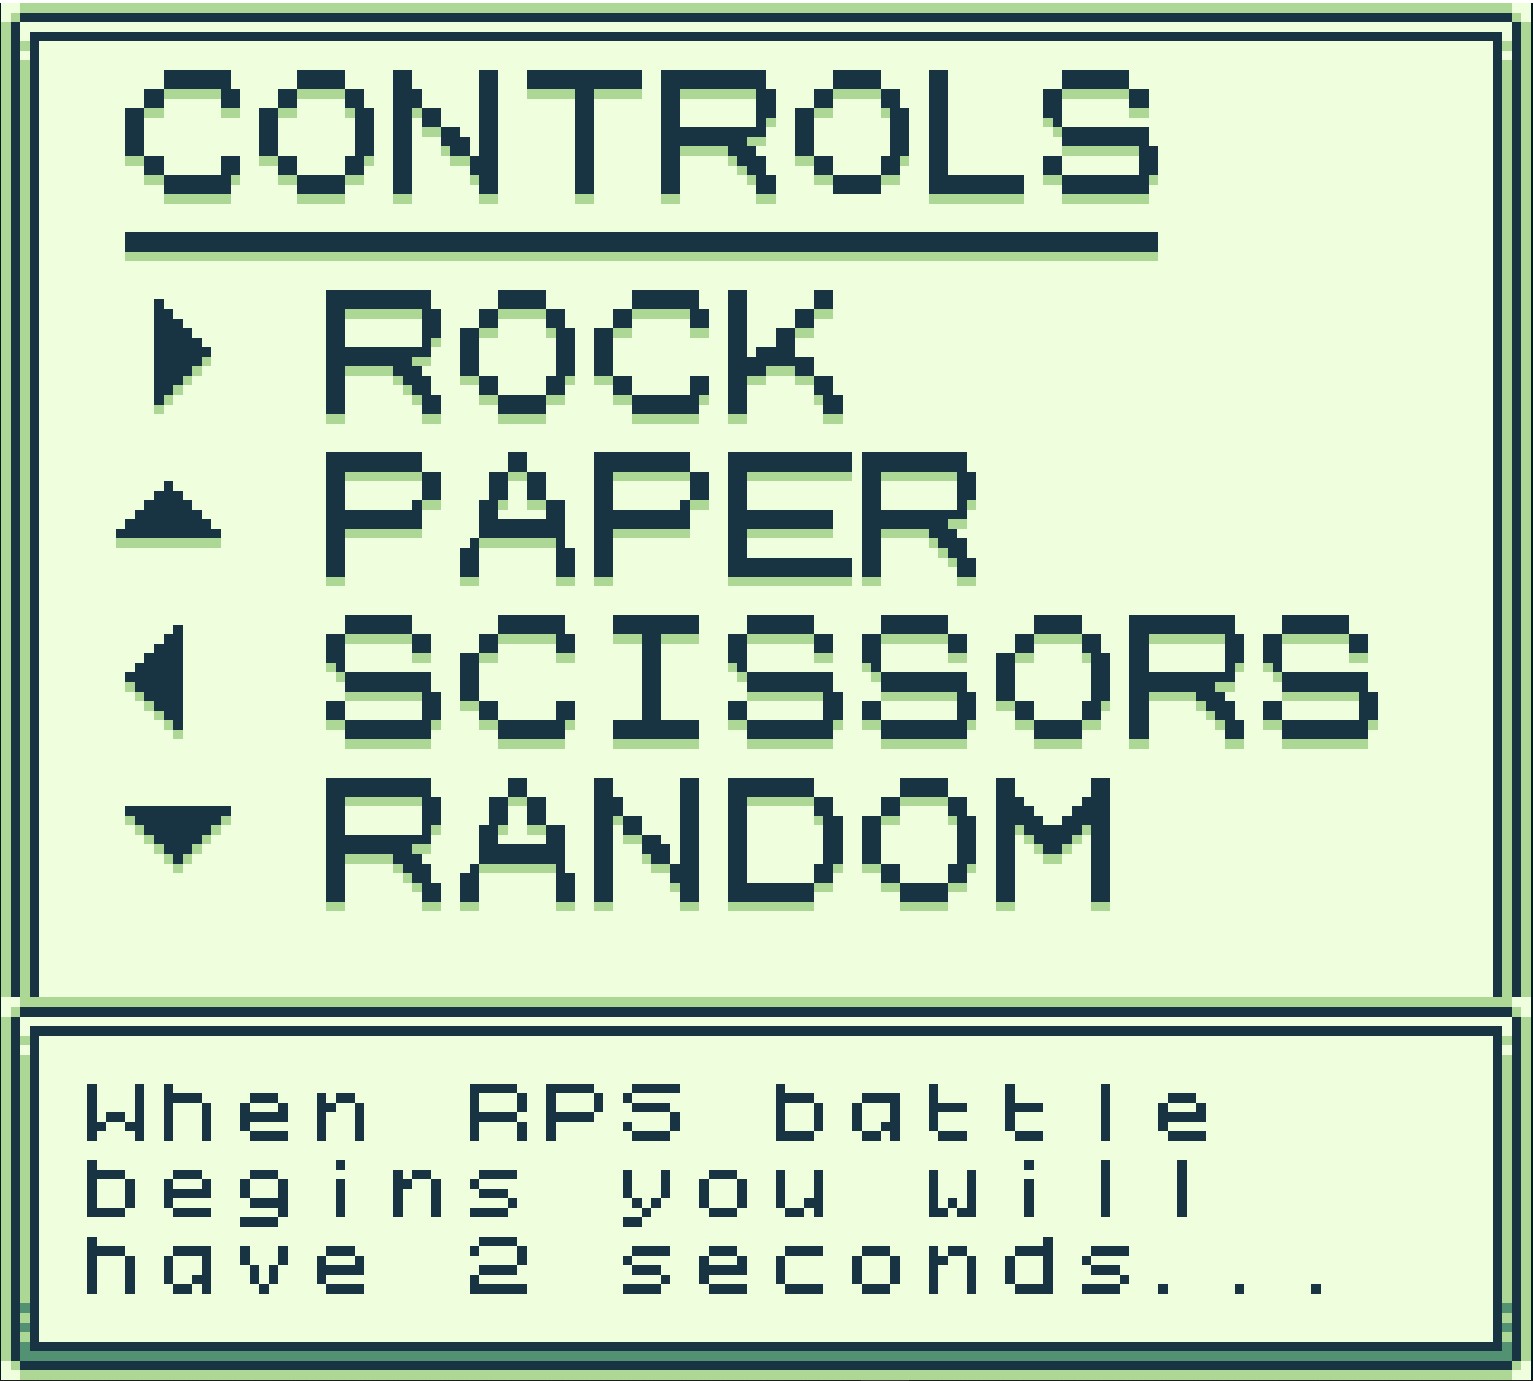 CONTROLS
ROCK
PAPER
SCISSORS
RANDOM
When RPS battle
begins you will
have 2 seconds...